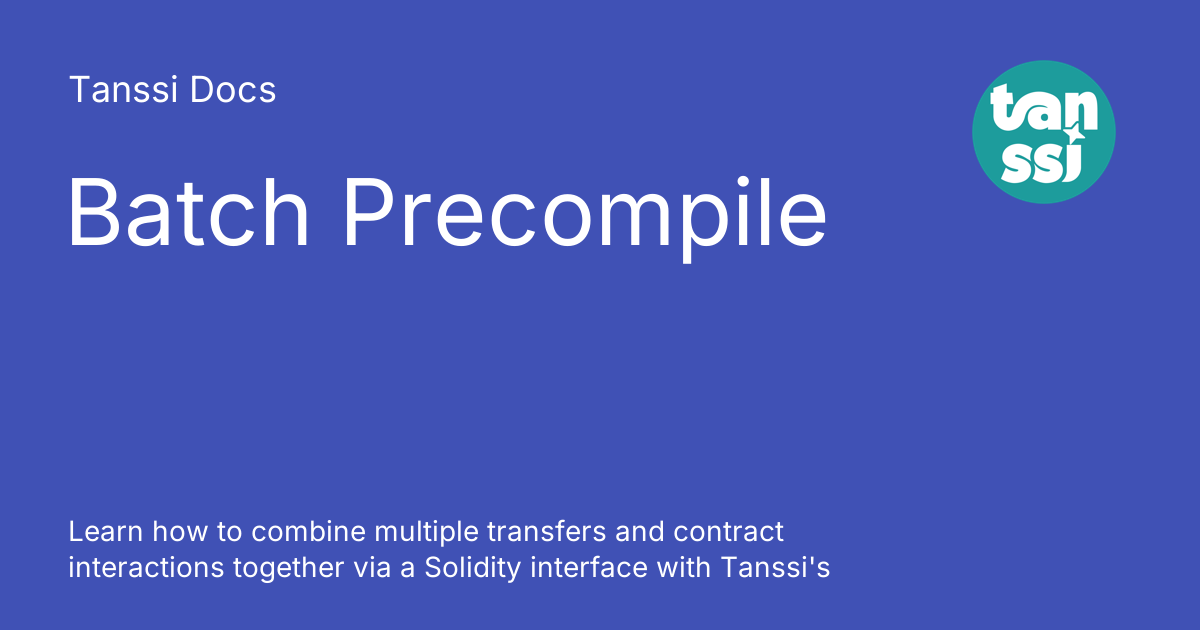 Tanssi Docs
tan
ssi
Batch Precompile
Learn how to combine multiple transfers and contract
interactions together via a Solidity interface with Tanssi's